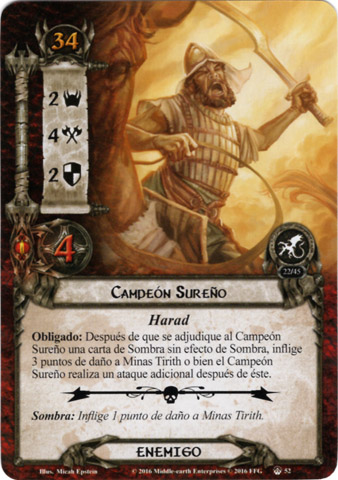 34
2
4
2
4
22/45
Campeón Sureño
Harad
Obligado: Después de que se adjudique al Campeón
Sureño una carta de Sombra sin efecto de Sombra, inflige
3 puntos de daño a Minas Tirith o bien el Campeón
Sureño realiza un ataque adicional después de éste.
Sombra: Inflige 1 punto de daño a Minas Tirith.
ENEMIGO
Illus. Micah Epstein © 2016 Middle-earth Enterprises © 2016 FFG 52